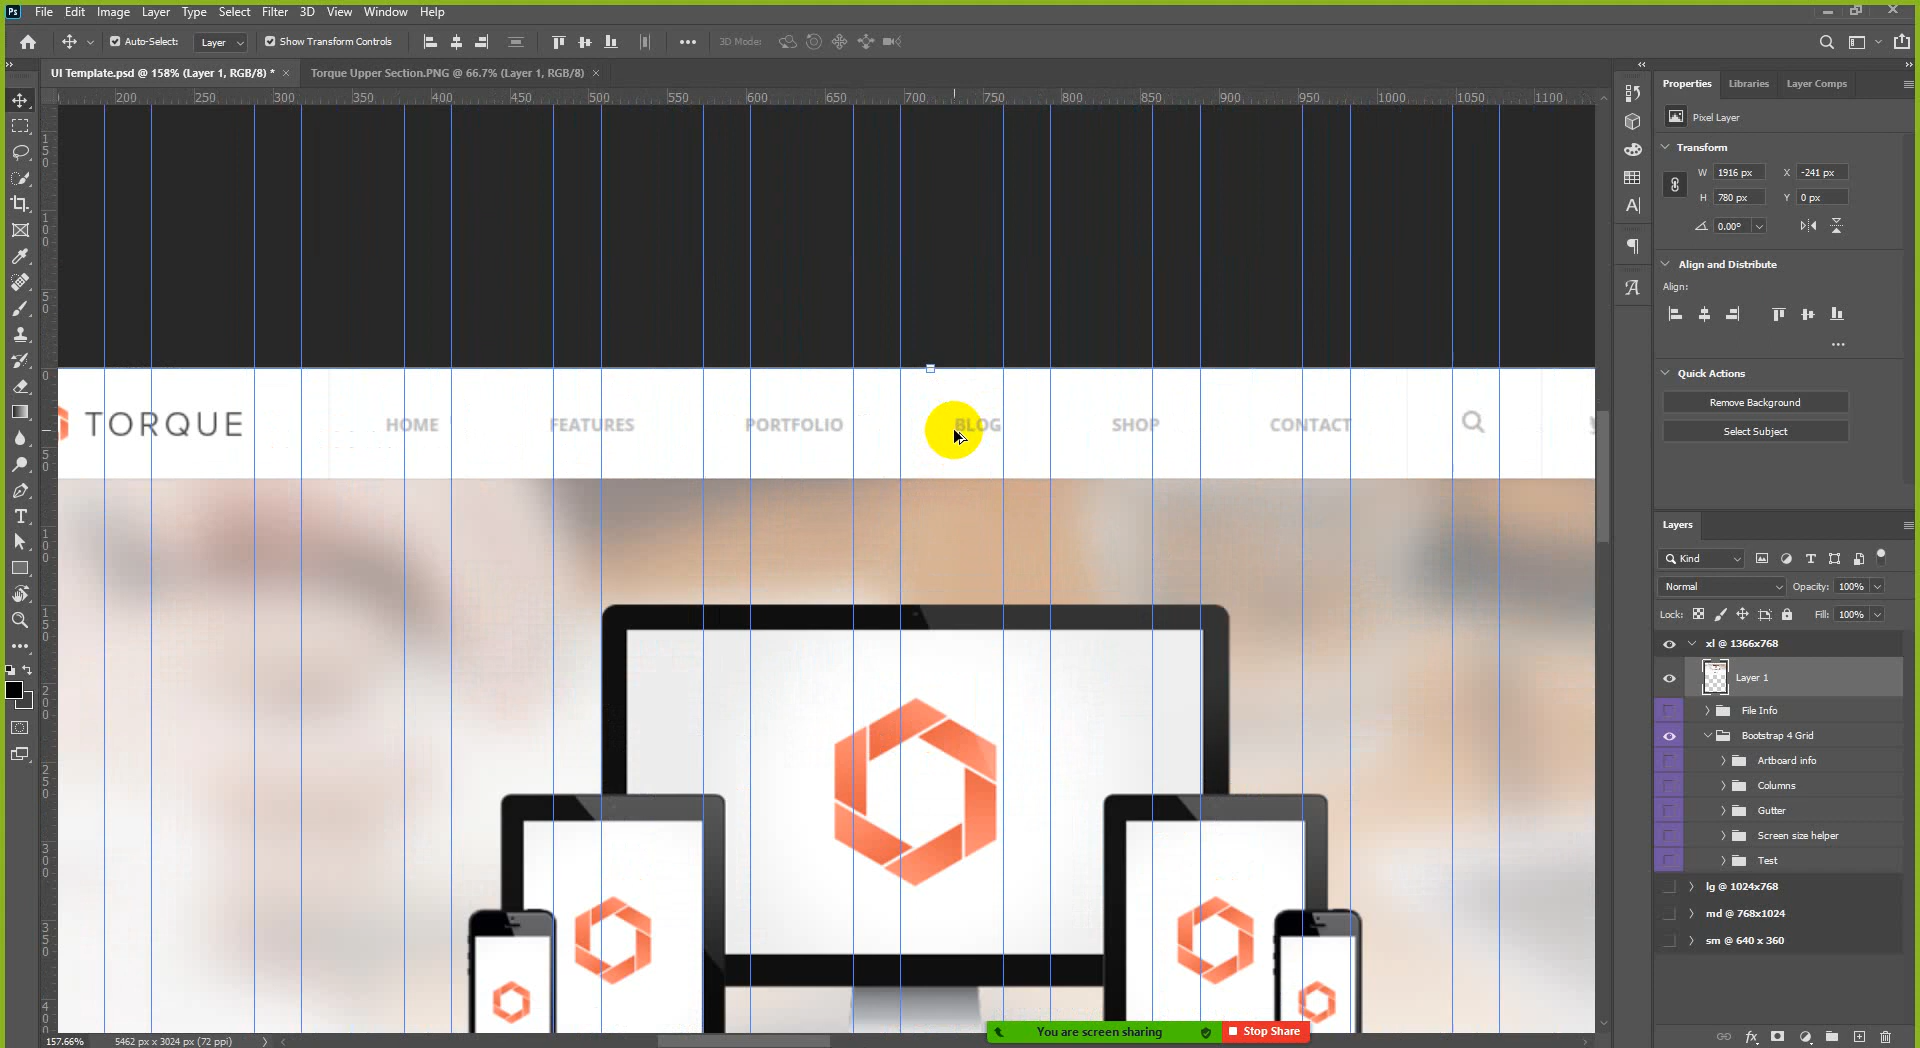 Ps File Edit Image Layer Type Select Filter 3D View Window Help
Auto-Select: Layer Show Transform Controls 3D Mode:
UI Template.psd @ 158% (Layer 1, RGB/8) * × Torque Upper Section.PNG @ 66.7% (Layer 1, RGB/8) ×
200 250 300 350 400 450 500 550 600 650 700 750 800 850 900 950 1000 1050 1100
150
100
50
0
50
100
150
200
250
300
350
400
TORQUE HOME FEATURES PORTFOLIO BLOG SHOP CONTACT
You are screen sharing Stop Share
157.66% 5462 px x 3024 px (72 ppi)
Properties Libraries Layer Comps
Pixel Layer
Transform
W 1916 px X -241 px
H 780 px Y 0 px
0.00°
Align and Distribute
Align:
Quick Actions
Remove Background
Select Subject
Layers
Kind
Normal Opacity: 100%
Lock: Fill: 100%
xl @ 1366x768
Layer 1
File Info
Bootstrap 4 Grid
Artboard info
Columns
Gutter
Screen size helper
Test
lg @ 1024x768
md @ 768x1024
sm @ 640 x 360